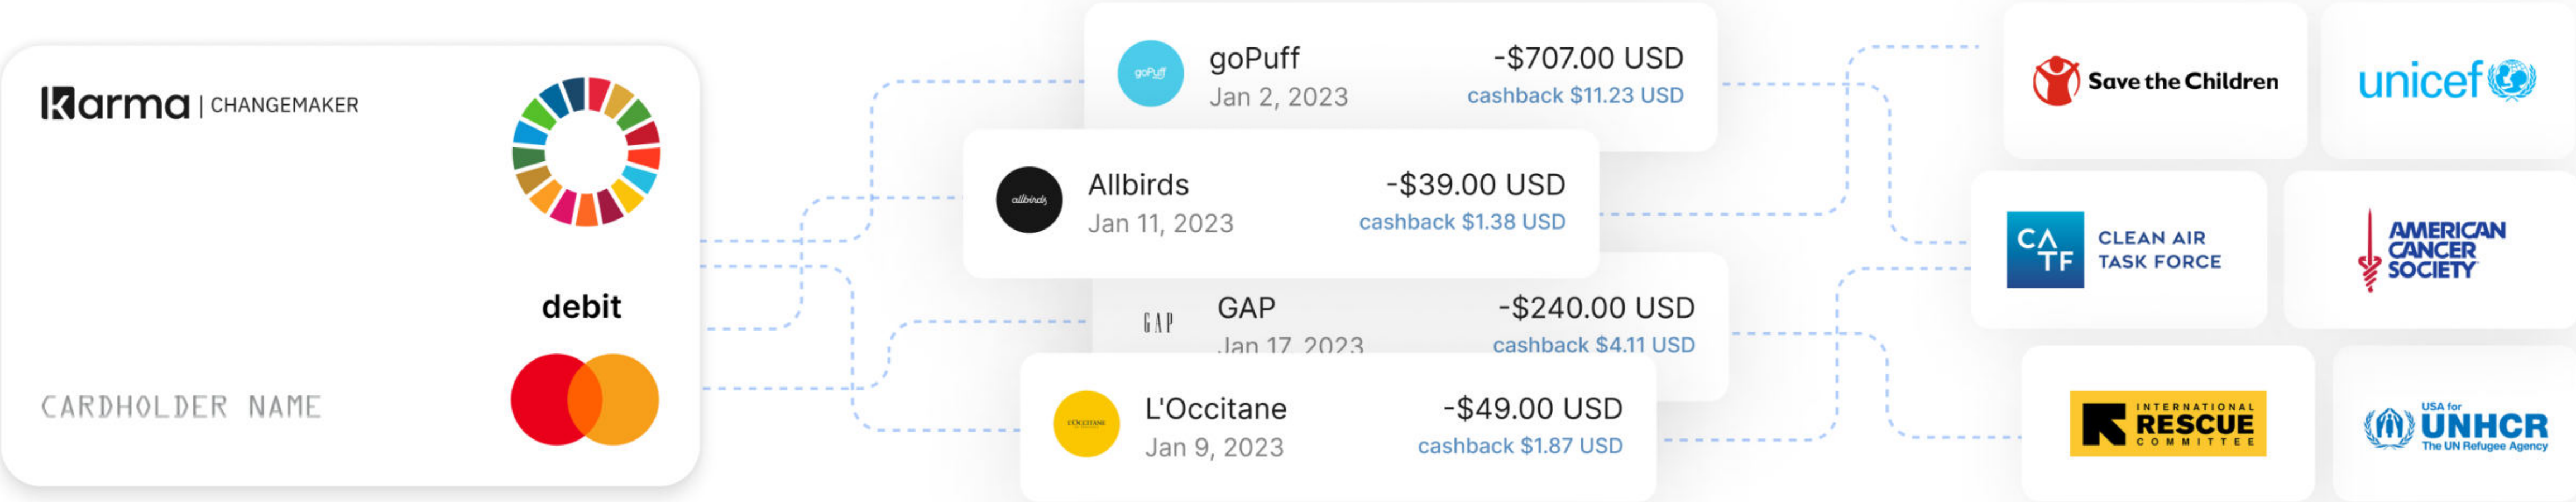 Karma | CHANGEMAKER
debit
CARDHOLDER NAME
goPuff
goPuff
-$707.00 USD
Jan 2, 2023
cashback $11.23 USD
allbirds
Allbirds
-$39.00 USD
Jan 11, 2023
cashback $1.38 USD
GAP
GAP
-$240.00 USD
Jan 17, 2023
cashback $4.11 USD
L'OCCITANE
L'Occitane
-$49.00 USD
Jan 9, 2023
cashback $1.87 USD
Save the Children
unicef
CATF
CLEAN AIR
TASK FORCE
AMERICAN
CANCER
SOCIETY
INTERNATIONAL
RESCUE
COMMITTEE
USA for
UNHCR
The UN Refugee Agency